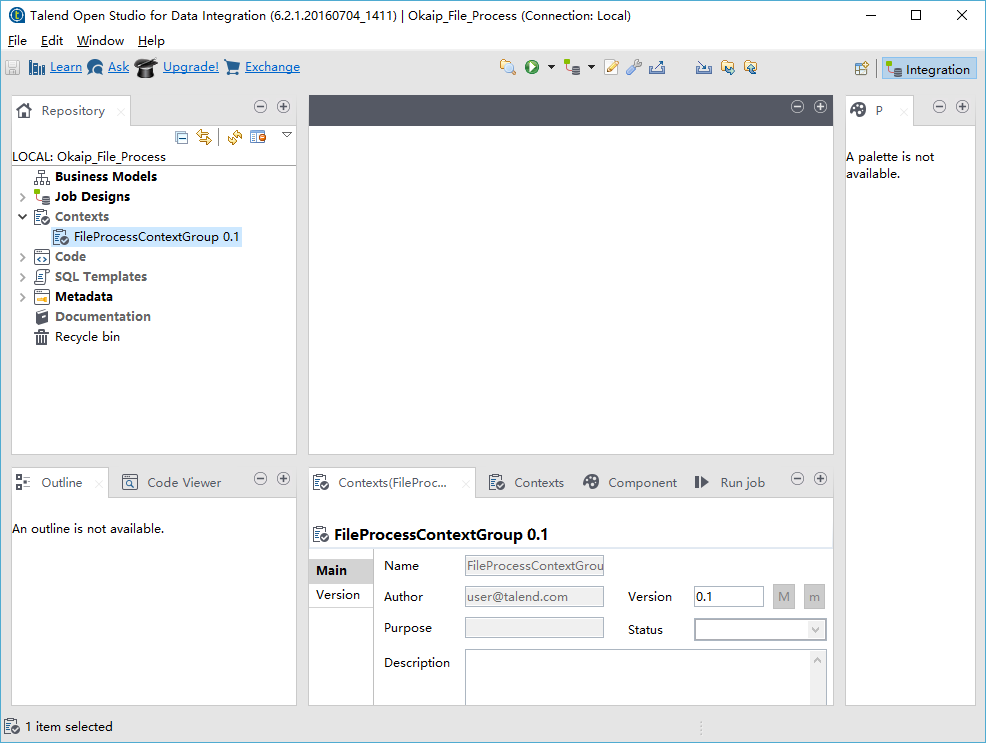 Talend Open Studio for Data Integration (6.2.1.20160704_1411) | Okaip_File_Process (Connection: Local)
File Edit Window Help
Learn Ask Upgrade! Exchange Integration
Repository
P
LOCAL: Okaip_File_Process
A palette is not
available.
Business Models
Job Designs
Contexts
FileProcessContextGroup 0.1
Code
SQL Templates
Metadata
Documentation
Recycle bin
Outline Code Viewer
An outline is not available.
Contexts(FileProc... Contexts Component Run job
FileProcessContextGroup 0.1
Main
Version
Name FileProcessContextGrou
Author user@talend.com Version 0.1 M m
Purpose Status
Description
1 item selected